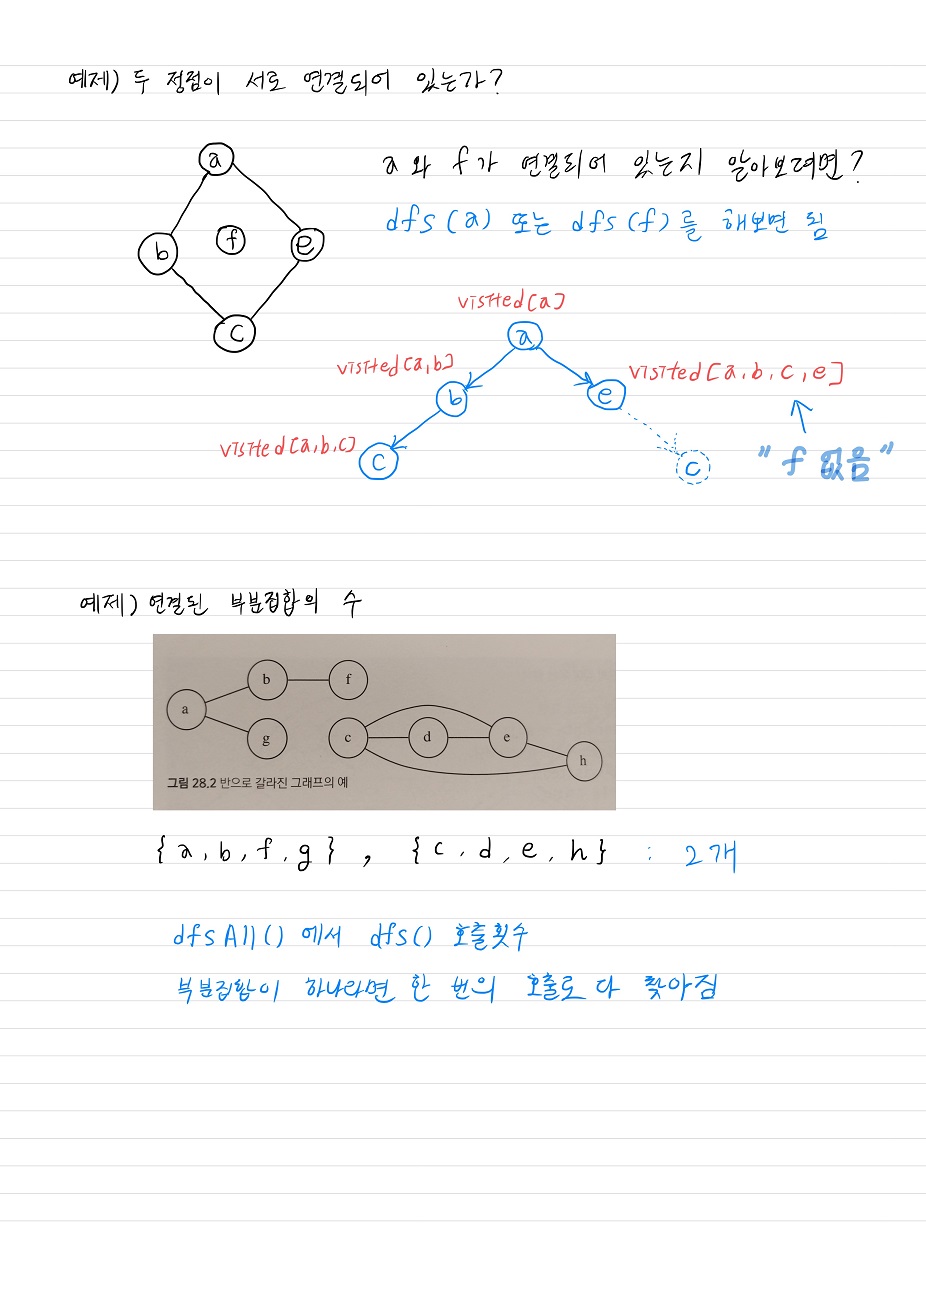 예제) 두 정점이 서로 연결되어 있는가?
a
b
f
e
c
a와 f가 연결되어 있는지 알아보려면?
dfs(a) 또는 dfs(f)를 해보면 됨
visited[a]
a
visited[a,b]
b
e
visited[a,b,c,e]
visited[a,b,c]
c
c
"f 없음"
예제) 연결된 부분집합의 수
b
f
a
g
c
d
e
h
그림 28.2 반으로 갈라진 그래프의 예
{a,b,f,g}, {c,d,e,h} : 2개
dfsAll()에서 dfs() 호출횟수
부분집합이 하나라면 한 번의 호출로 다 찾아짐